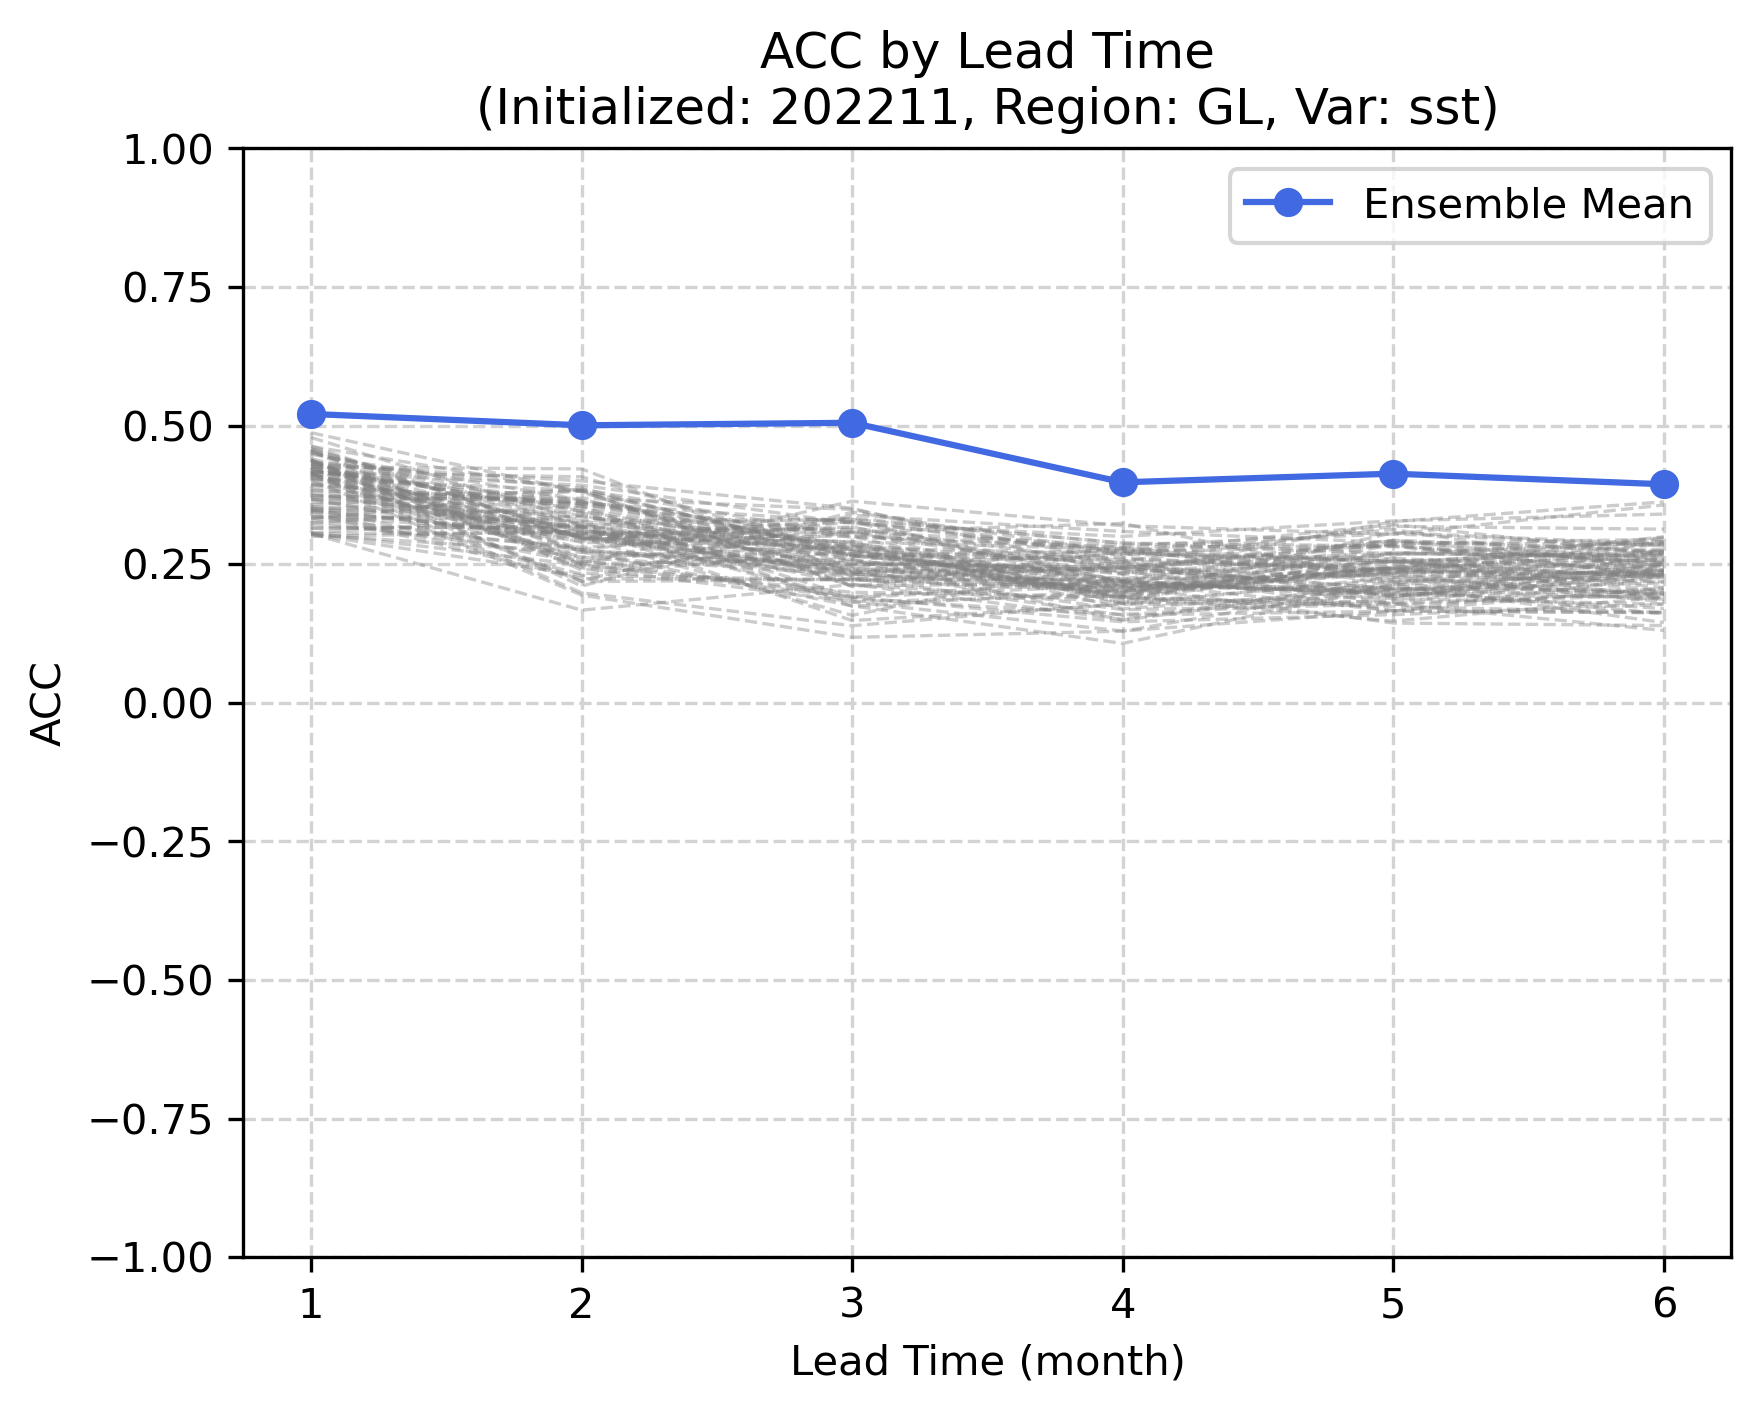 ACC by Lead Time
(Initialized: 202211, Region: GL, Var: sst)
Ensemble Mean
1.00
0.75
0.50
0.25
0.00
−0.25
−0.50
−0.75
−1.00
ACC
1 2 3 4 5 6
Lead Time (month)